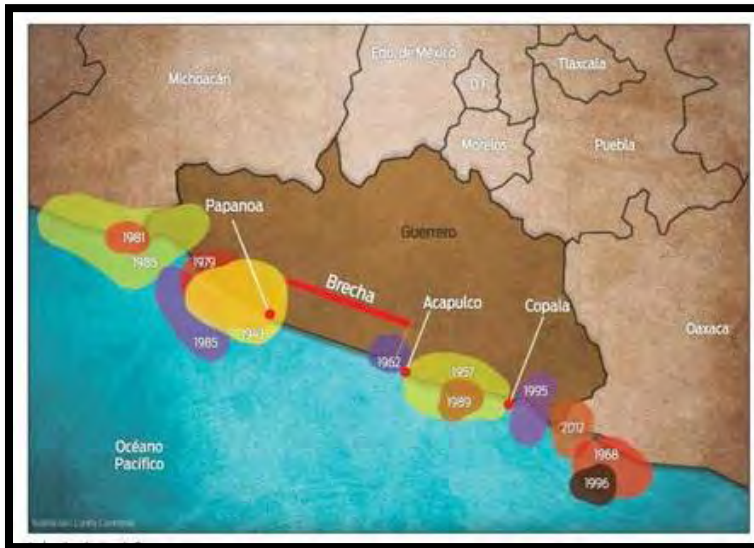 Edo. de México
Tlaxcala
Michoacán
D.F.
Morelos
Puebla
Papanoa
Guerrero
1981
1985
1979
Brecha
Acapulco
Copala
Oaxaca
1943
1985
1962
1957
1989
1995
2012
1968
1996
Océano
Pacífico